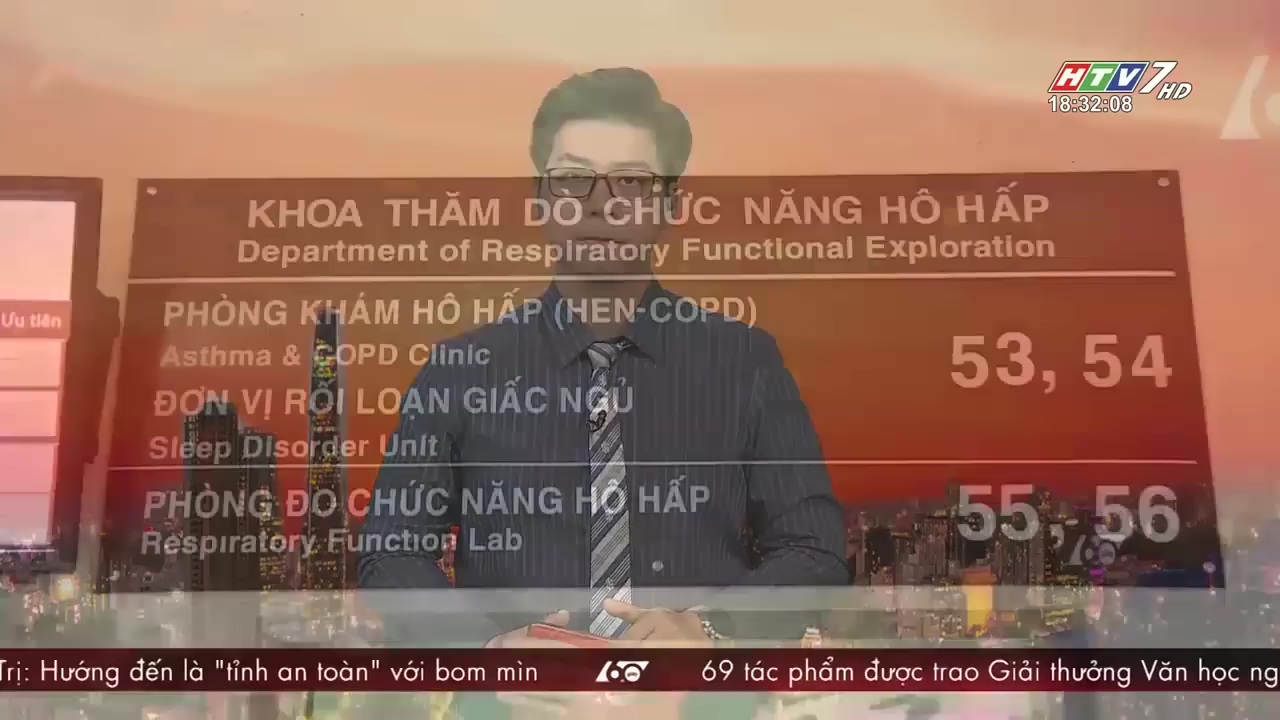 HTV7 HD
18:32:08
KHOA THĂM DÒ CHỨC NĂNG HÔ HẤP
Department of Respiratory Functional Exploration
Ưu tiên
PHÒNG KHÁM HÔ HẤP (HEN-COPD)
Asthma & COPD Clinic
53, 54
ĐƠN VỊ RỐI LOẠN GIẤC NGỦ
Sleep Disorder Unit
PHÒNG ĐO CHỨC NĂNG HÔ HẤP
55, 56
Respiratory Function Lab
Trị: Hướng đến là "tỉnh an toàn" với bom mìn
60
69 tác phẩm được trao Giải thưởng Văn học ng